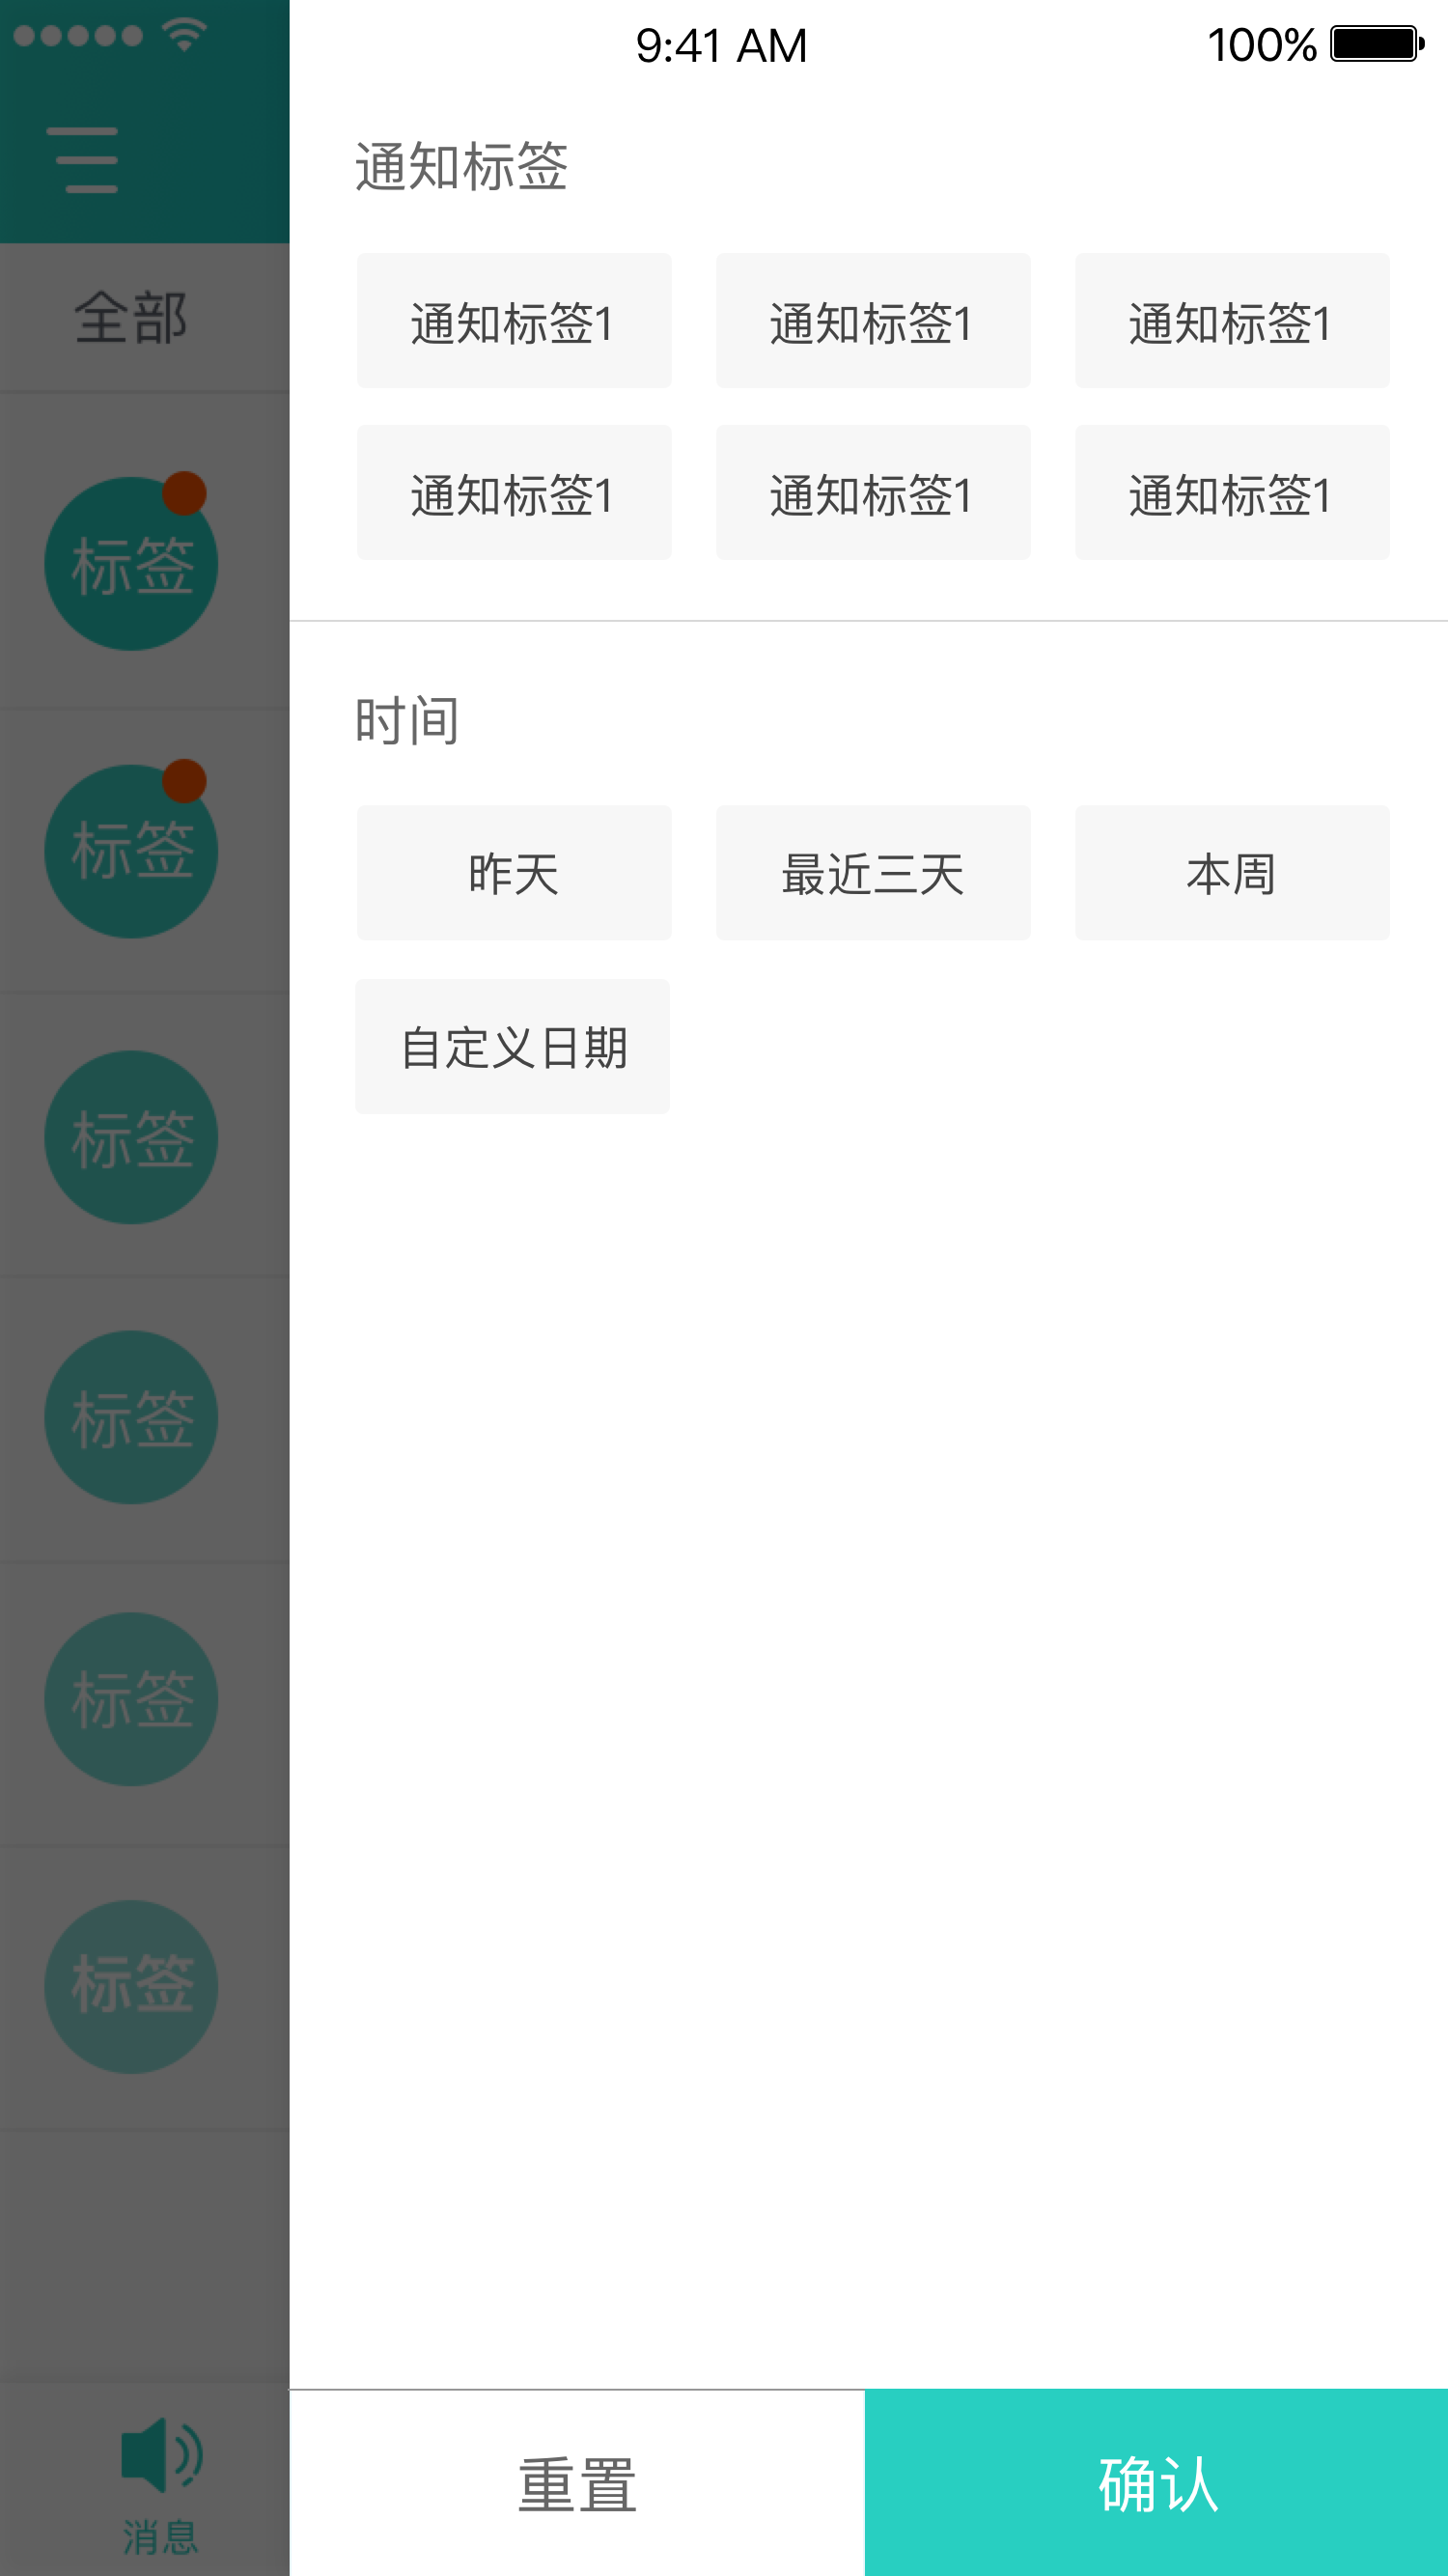 9:41 AM
100%
通知标签
通知标签1 通知标签1 通知标签1
通知标签1 通知标签1 通知标签1
时间
昨天 最近三天 本周
自定义日期
重置 确认
全部
标签
标签
标签
标签
标签
标签
消息